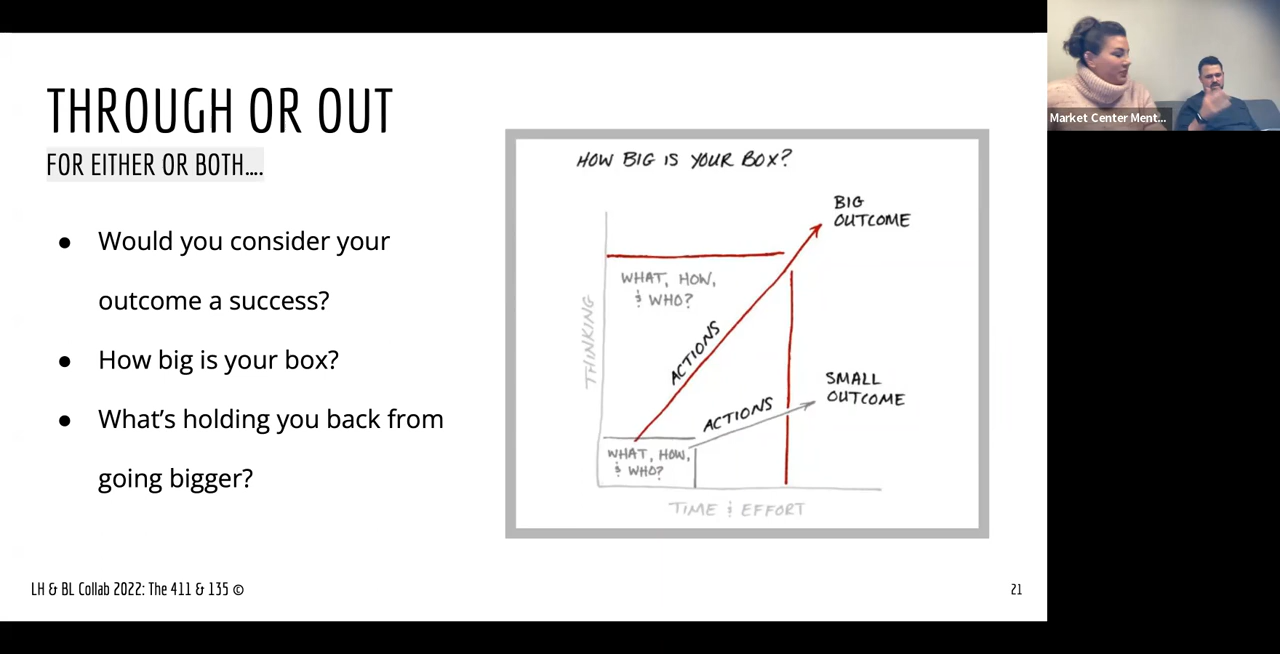 THROUGH OR OUT
FOR EITHER OR BOTH....
● Would you consider your
outcome a success?
● How big is your box?
● What's holding you back from
going bigger?
HOW BIG IS YOUR BOX?
BIG
OUTCOME
WHAT, HOW,
& WHO?
THINKING
ACTIONS
SMALL
OUTCOME
ACTIONS
WHAT, HOW,
& WHO?
TIME & EFFORT
LH & BL Collab 2022: The 411 & 135 ©
21
Market Center Ment...